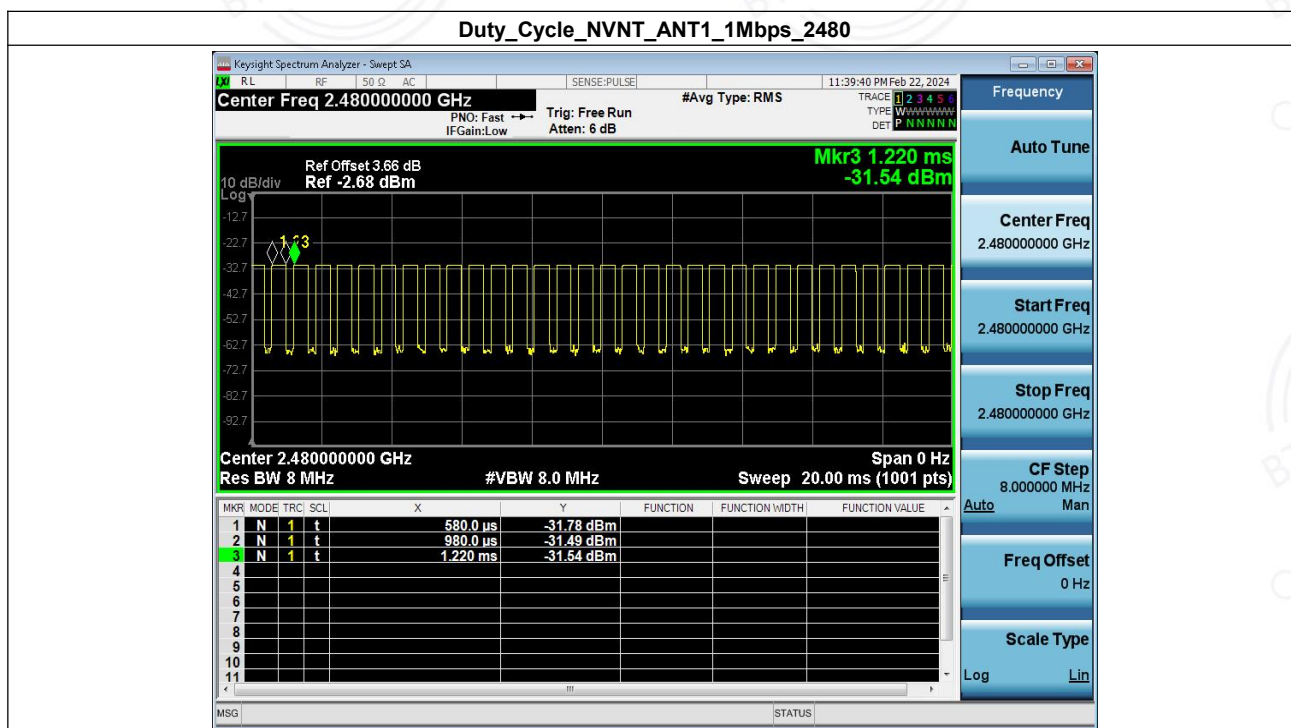 Duty_Cycle_NVNT_ANT1_1Mbps_2480
Keysight Spectrum Analyzer - Swept SA
LXI RL RF 50 Ω AC SENSE:PULSE 11:39:40 PM Feb 22, 2024
Center Freq 2.480000000 GHz
PNO: Fast
IFGain:Low
Trig: Free Run
Atten: 6 dB
#Avg Type: RMS
TRACE 1 2 3 4 5 6
TYPE WWWWWW
DET P N N N N N
Ref Offset 3.66 dB
10 dB/div Ref -2.68 dBm
Log
Mkr3 1.220 ms
-31.54 dBm
-12.7
-22.7
-32.7
-42.7
-52.7
-62.7
-72.7
-82.7
-92.7
1 2 3
Center 2.480000000 GHz Span 0 Hz
Res BW 8 MHz #VBW 8.0 MHz Sweep 20.00 ms (1001 pts)
MKR MODE TRC SCL X Y FUNCTION FUNCTION WIDTH FUNCTION VALUE
1 N 1 t 580.0 µs -31.78 dBm
2 N 1 t 980.0 µs -31.49 dBm
3 N 1 t 1.220 ms -31.54 dBm
4
5
6
7
8
9
10
11
MSG STATUS
Frequency
Auto Tune
Center Freq
2.480000000 GHz
Start Freq
2.480000000 GHz
Stop Freq
2.480000000 GHz
CF Step
8.000000 MHz
Auto Man
Freq Offset
0 Hz
Scale Type
Log Lin